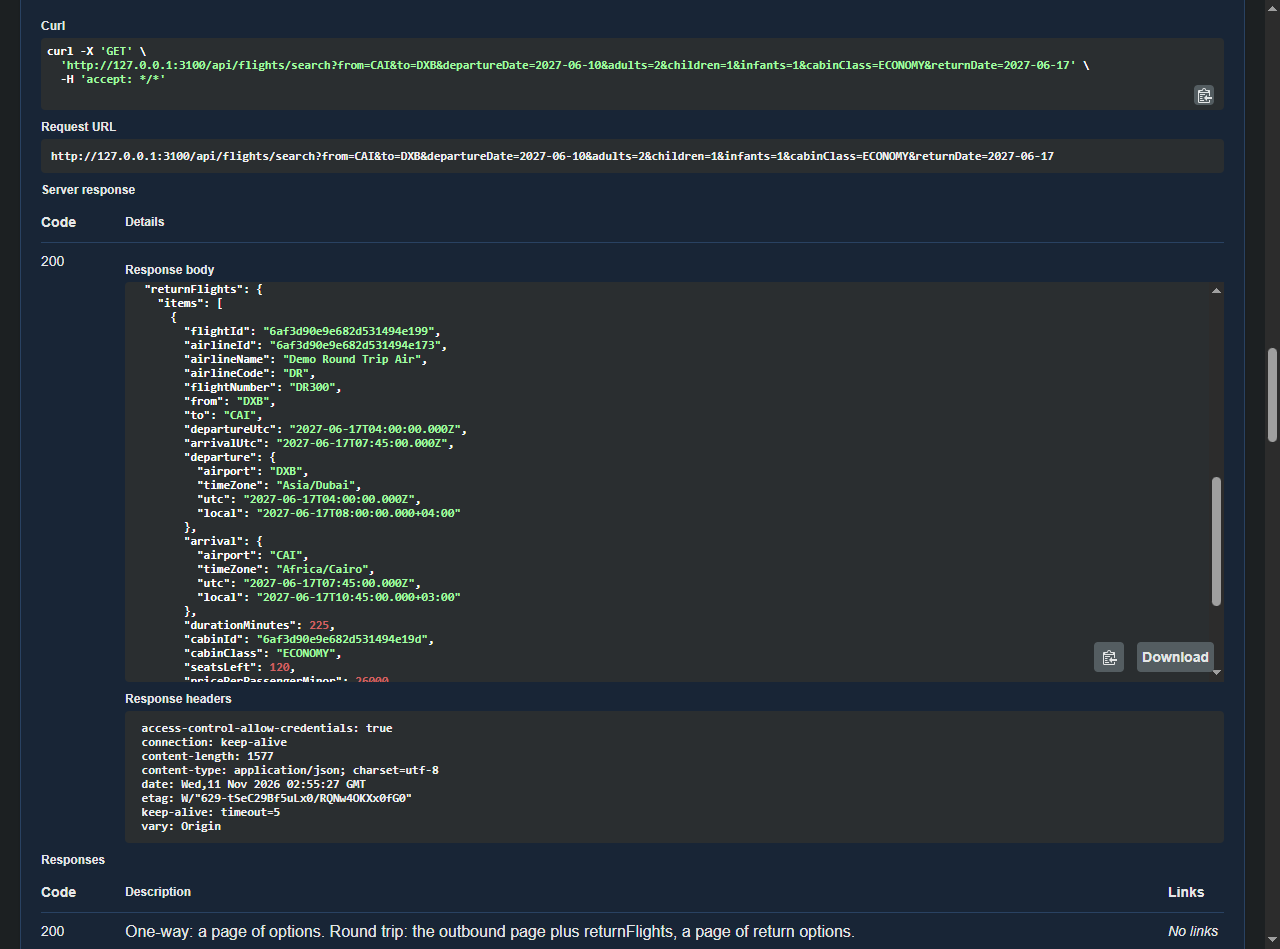 Curl
curl -X 'GET' \
  'http://127.0.0.1:3100/api/flights/search?from=CAI&to=DXB&departureDate=2027-06-10&adults=2&children=1&infants=1&cabinClass=ECONOMY&returnDate=2027-06-17' \
  -H 'accept: */*'
Request URL
http://127.0.0.1:3100/api/flights/search?from=CAI&to=DXB&departureDate=2027-06-10&adults=2&children=1&infants=1&cabinClass=ECONOMY&returnDate=2027-06-17
Server response
Code Details
200
Response body
"returnFlights": {
  "items": [
    {
      "flightId": "6af3d90e9e682d531494e199",
      "airlineId": "6af3d90e9e682d531494e173",
      "airlineName": "Demo Round Trip Air",
      "airlineCode": "DR",
      "flightNumber": "DR300",
      "from": "DXB",
      "to": "CAI",
      "departureUtc": "2027-06-17T04:00:00.000Z",
      "arrivalUtc": "2027-06-17T07:45:00.000Z",
      "departure": {
        "airport": "DXB",
        "timeZone": "Asia/Dubai",
        "utc": "2027-06-17T04:00:00.000Z",
        "local": "2027-06-17T08:00:00.000+04:00"
      },
      "arrival": {
        "airport": "CAI",
        "timeZone": "Africa/Cairo",
        "utc": "2027-06-17T07:45:00.000Z",
        "local": "2027-06-17T10:45:00.000+03:00"
      },
      "durationMinutes": 225,
      "cabinId": "6af3d90e9e682d531494e19d",
      "cabinClass": "ECONOMY",
      "seatsLeft": 120,
      "pricePerPassengerMinor": 26000
Download
Response headers
access-control-allow-credentials: true
connection: keep-alive
content-length: 1577
content-type: application/json; charset=utf-8
date: Wed,11 Nov 2026 02:55:27 GMT
etag: W/"629-tSeC29Bf5uLx0/RQNw4OKXx0fG0"
keep-alive: timeout=5
vary: Origin
Responses
Code Description Links
200 One-way: a page of options. Round trip: the outbound page plus returnFlights, a page of return options. No links